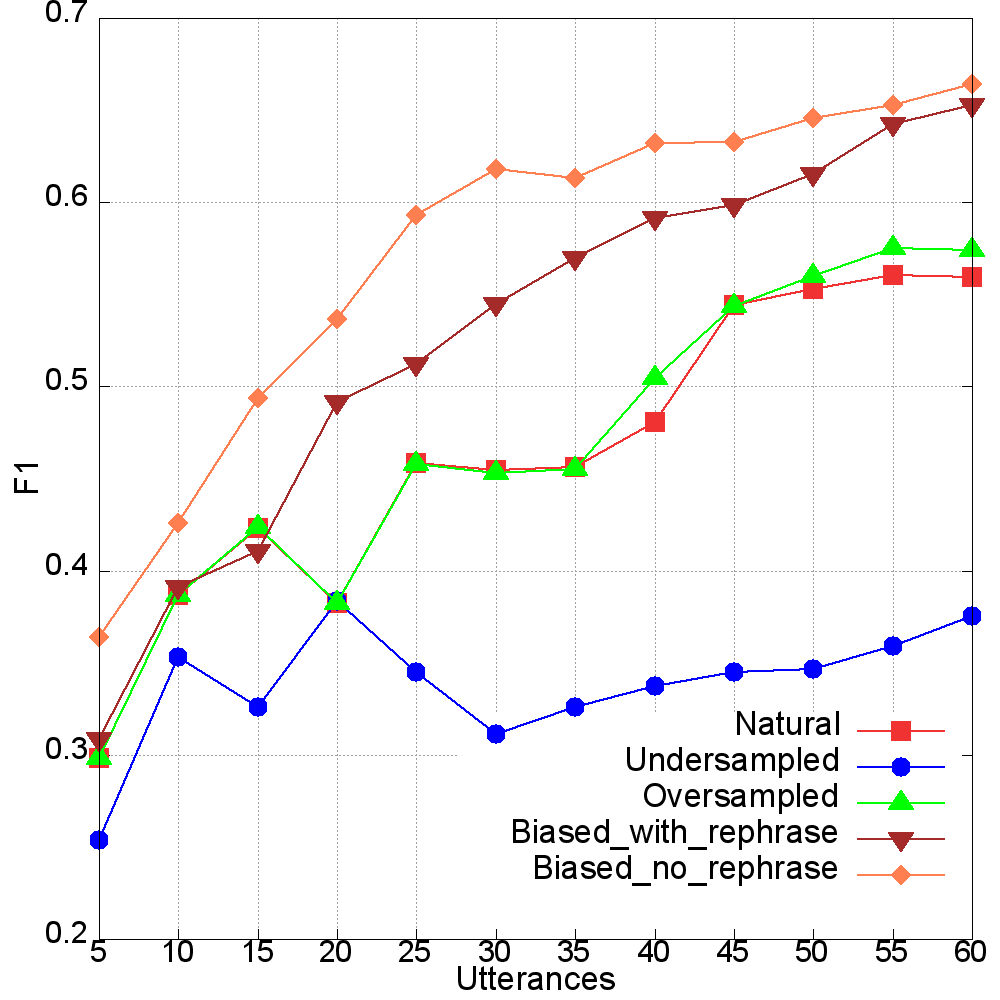 0.7
0.6
0.5
0.4
0.3
0.2
F1
5 10 15 20 25 30 35 40 45 50 55 60
Utterances
Natural
Undersampled
Oversampled
Biased_with_rephrase
Biased_no_rephrase